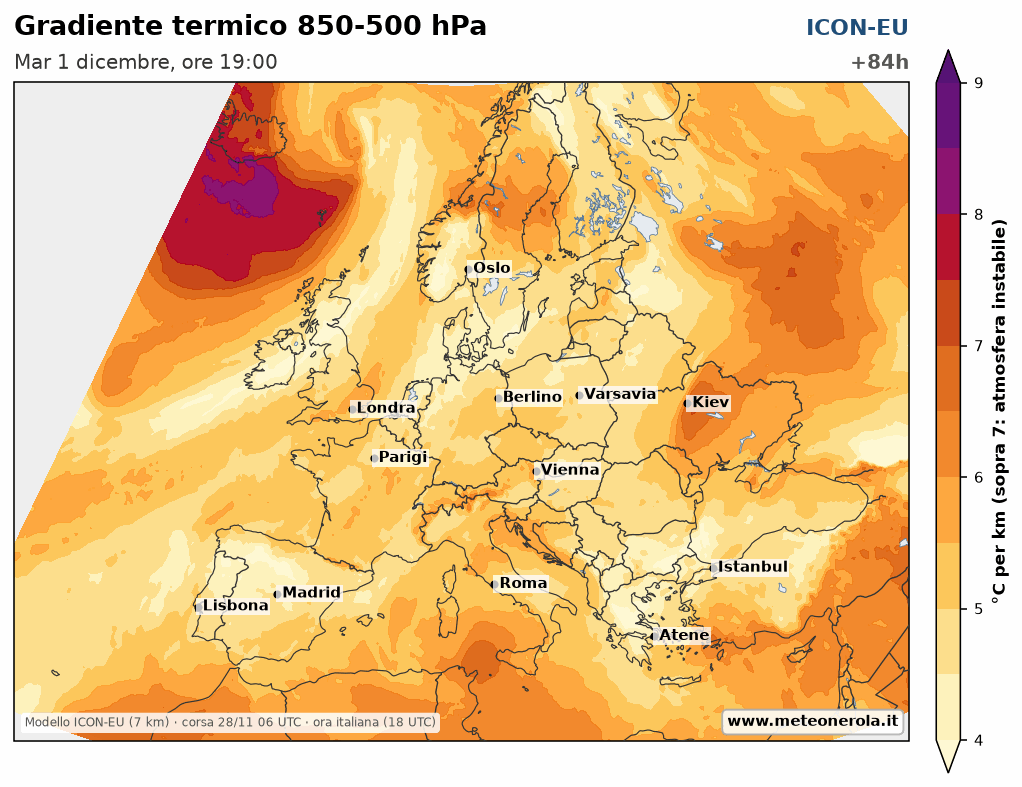 Gradiente termico 850-500 hPa
ICON-EU
Mar 1 dicembre, ore 19:00
+84h
Oslo
Berlino
Varsavia
Kiev
Londra
Parigi
Vienna
Istanbul
Roma
Madrid
Lisbona
Atene
Modello ICON-EU (7 km) · corsa 28/11 06 UTC · ora italiana (18 UTC)
www.meteonerola.it
9
8
7
6
5
4
°C per km (sopra 7: atmosfera instabile)